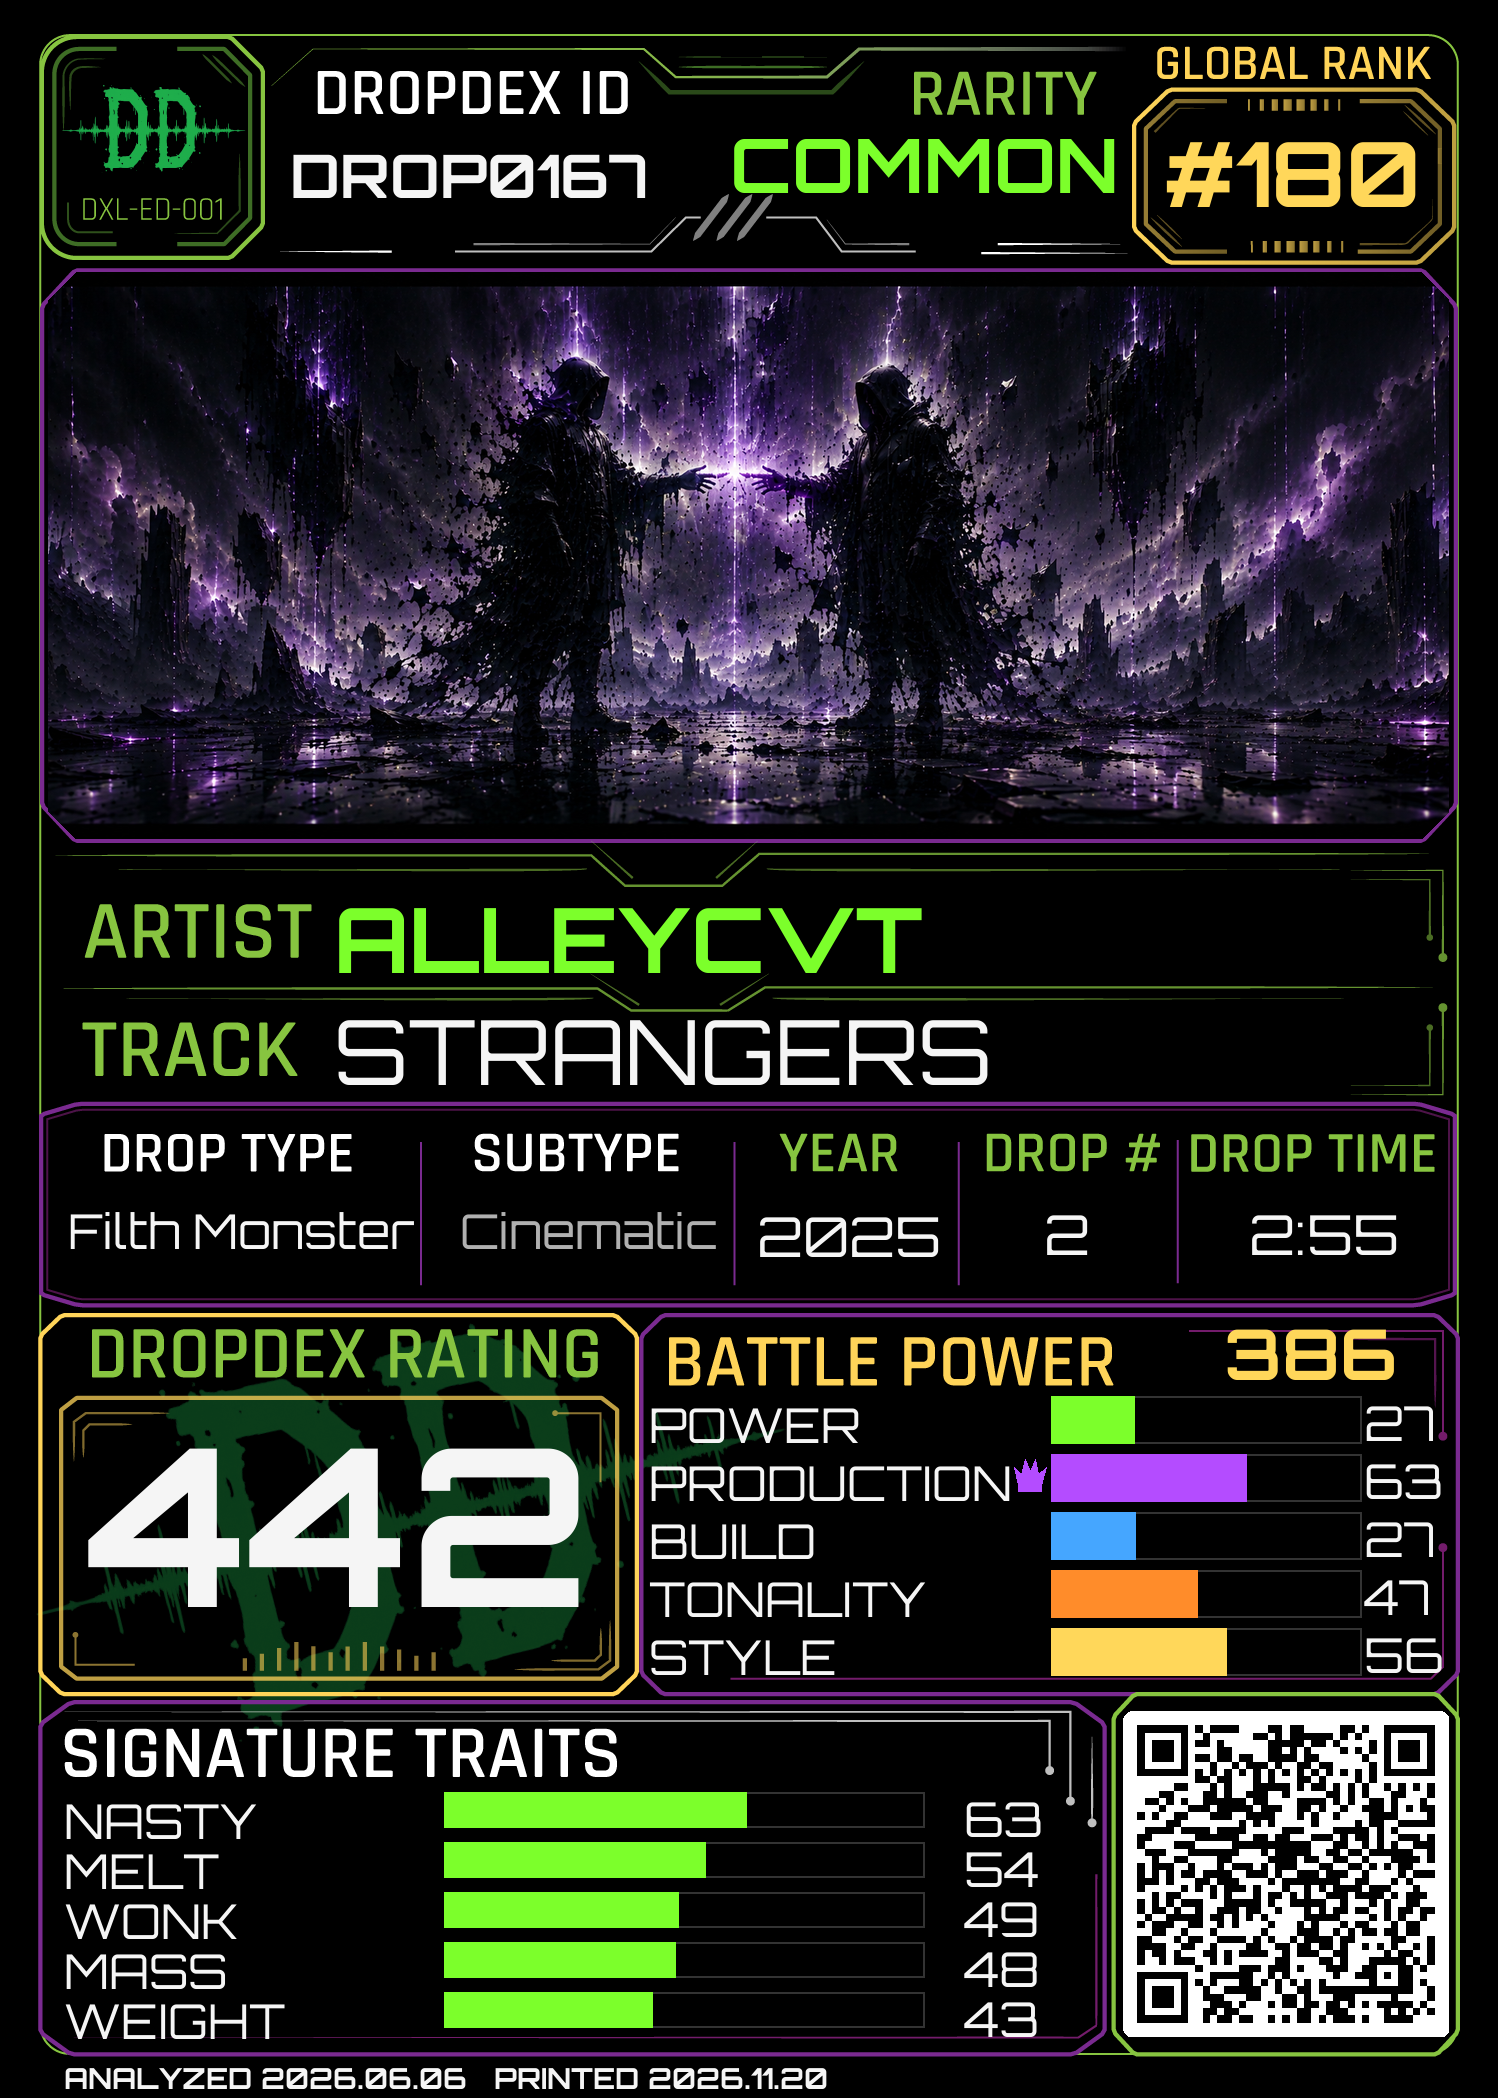 DROPDEX ID
DROP0167
RARITY
COMMON
GLOBAL RANK
#180
DD
DXL-ED-001
ARTIST ALLEYCVT
TRACK STRANGERS
DROP TYPE SUBTYPE YEAR DROP # DROP TIME
Filth Monster Cinematic 2025 2 2:55
DROPDEX RATING
442
BATTLE POWER 386
POWER 27
PRODUCTION 63
BUILD 27
TONALITY 47
STYLE 56
SIGNATURE TRAITS
NASTY 63
MELT 54
WONK 49
MASS 48
WEIGHT 43
ANALYZED 2026.06.06 PRINTED 2026.11.20